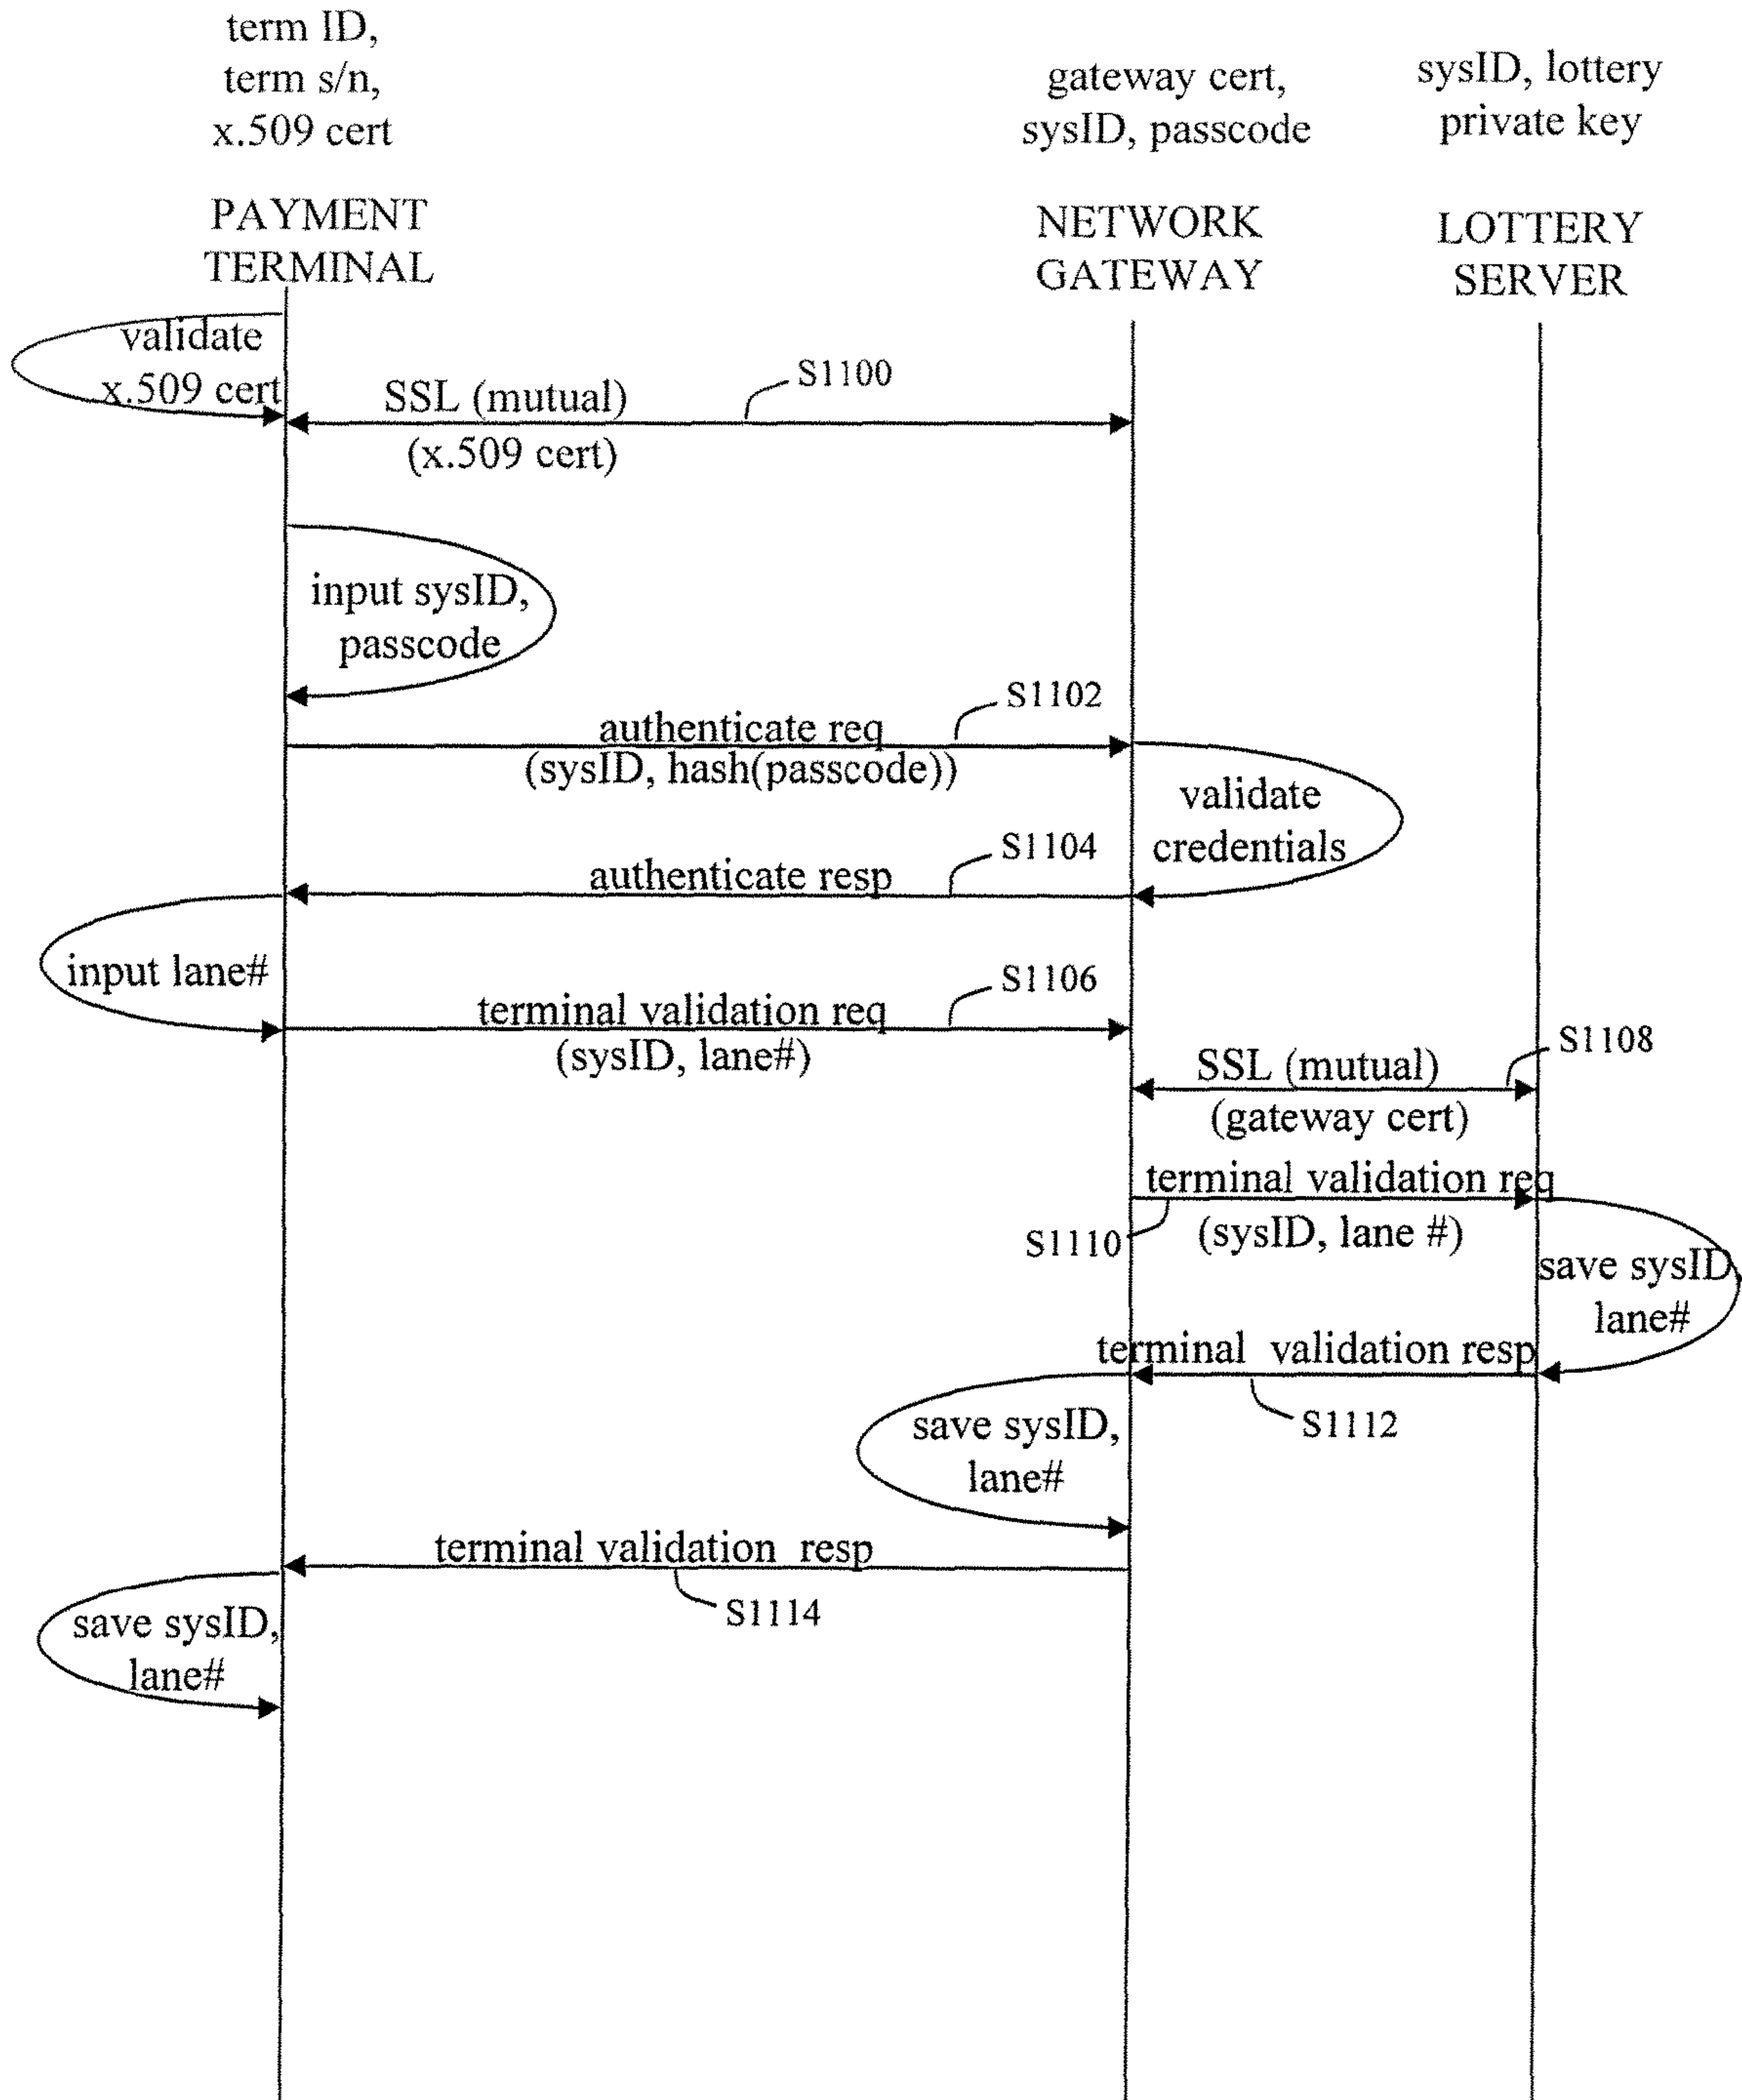 term ID,
term s/n,
x.509 cert
gateway cert,
sysID, passcode
sysID, lottery
private key
PAYMENT
TERMINAL
NETWORK
GATEWAY
LOTTERY
SERVER
validate
x.509 cert
S1100
SSL (mutual)
(x.509 cert)
input sysID,
passcode
S1102
authenticate req
(sysID, hash(passcode))
validate
credentials
S1104
authenticate resp
input lane#
S1106
terminal validation req
(sysID, lane#)
S1108
SSL (mutual)
(gateway cert)
terminal validation req
S1110
(sysID, lane #)
save sysID,
lane#
terminal validation resp
S1112
save sysID,
lane#
terminal validation resp
S1114
save sysID,
lane#